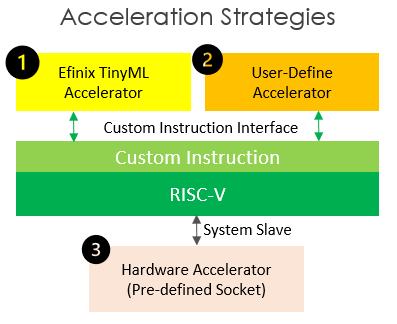 Acceleration Strategies
1
Efinix TinyML
Accelerator
2
User-Define
Accelerator
Custom Instruction Interface
Custom Instruction
RISC-V
System Slave
3
Hardware Accelerator
(Pre-defined Socket)